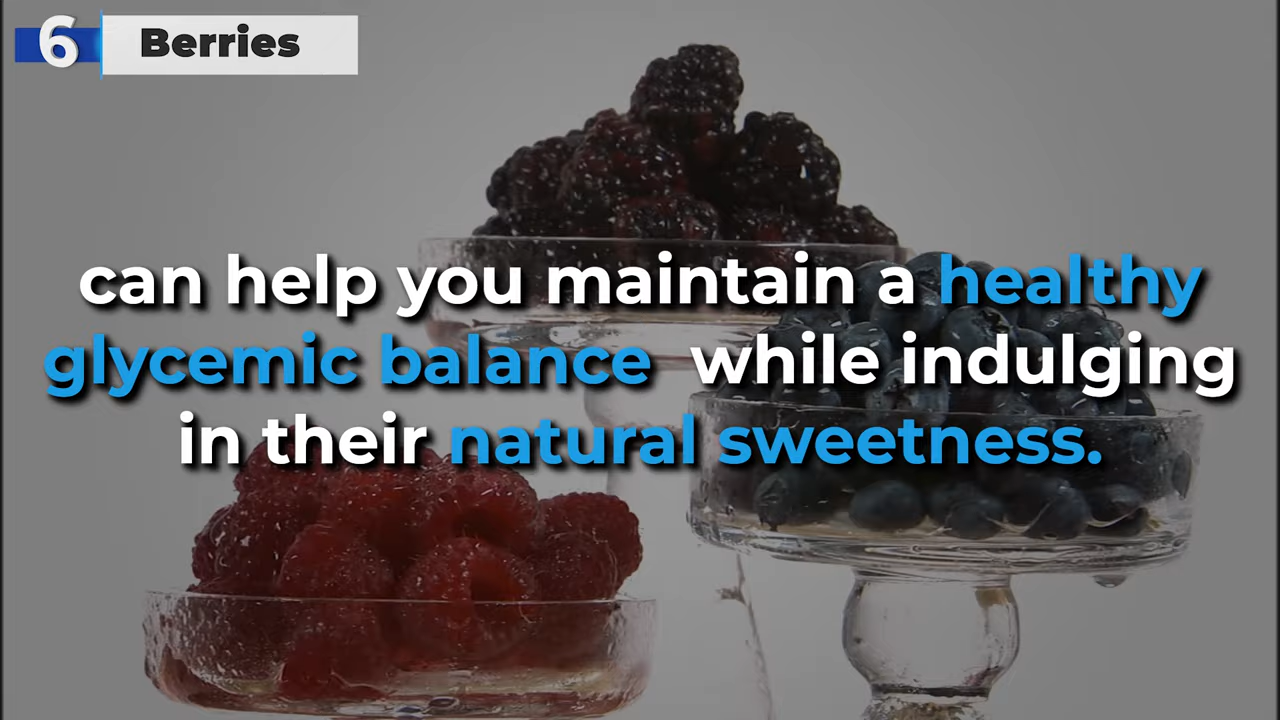 6 Berries
can help you maintain a healthy
glycemic balance while indulging
in their natural sweetness.